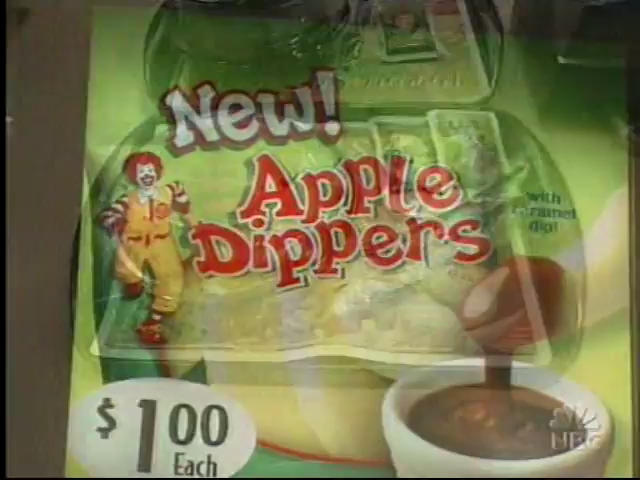 New!
Apple
Dippers
with
caramel
dip!
$1.00
Each
NBC